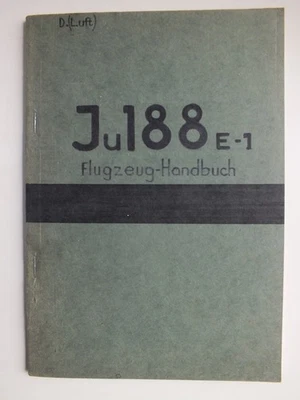 D.(Luft)
Ju188 E-1
Flugzeug-Handbuch